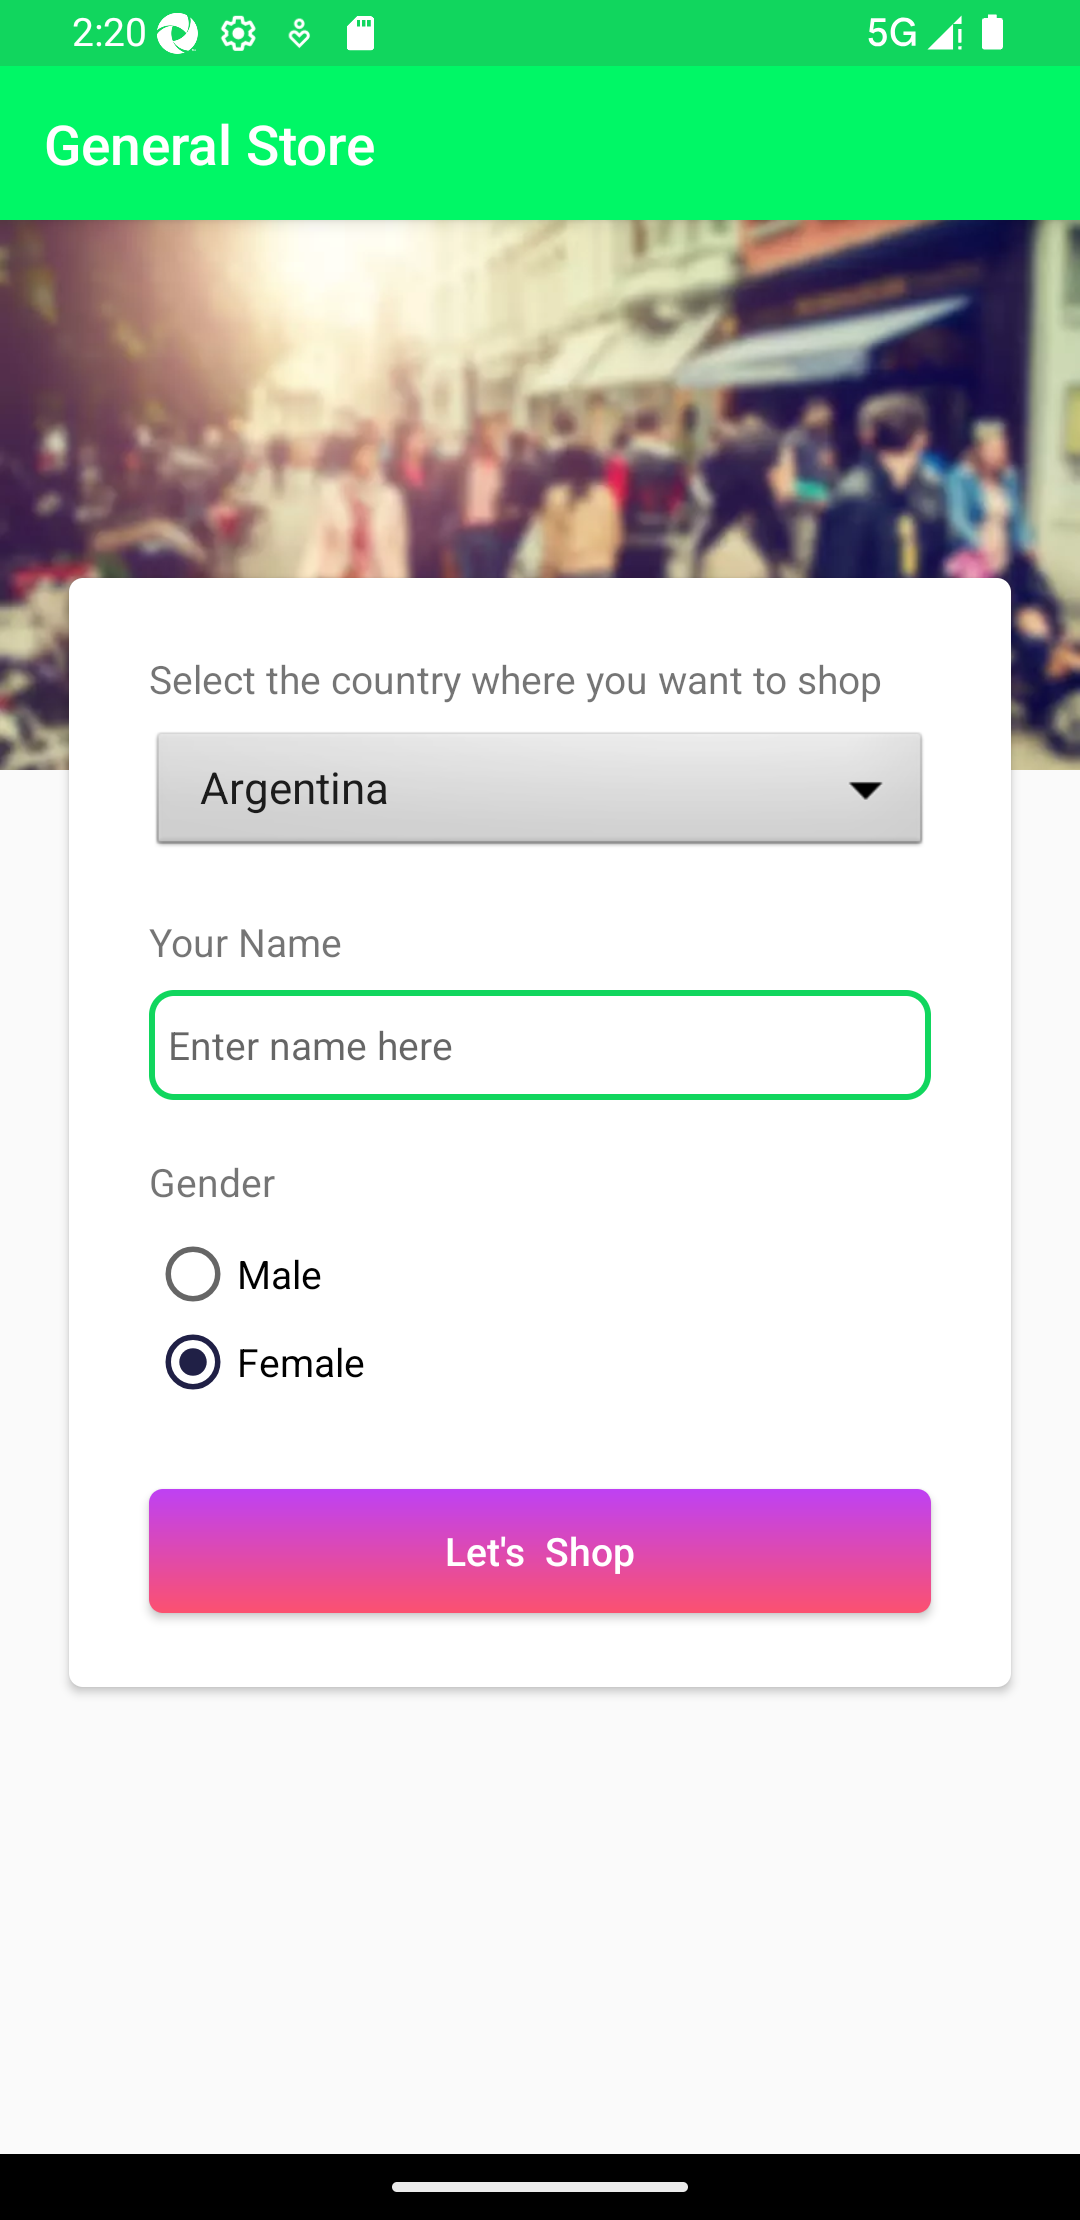 2:20 5G
General Store
Select the country where you want to shop
Argentina
Your Name
Enter name here
Gender
Male
Female
Let's Shop